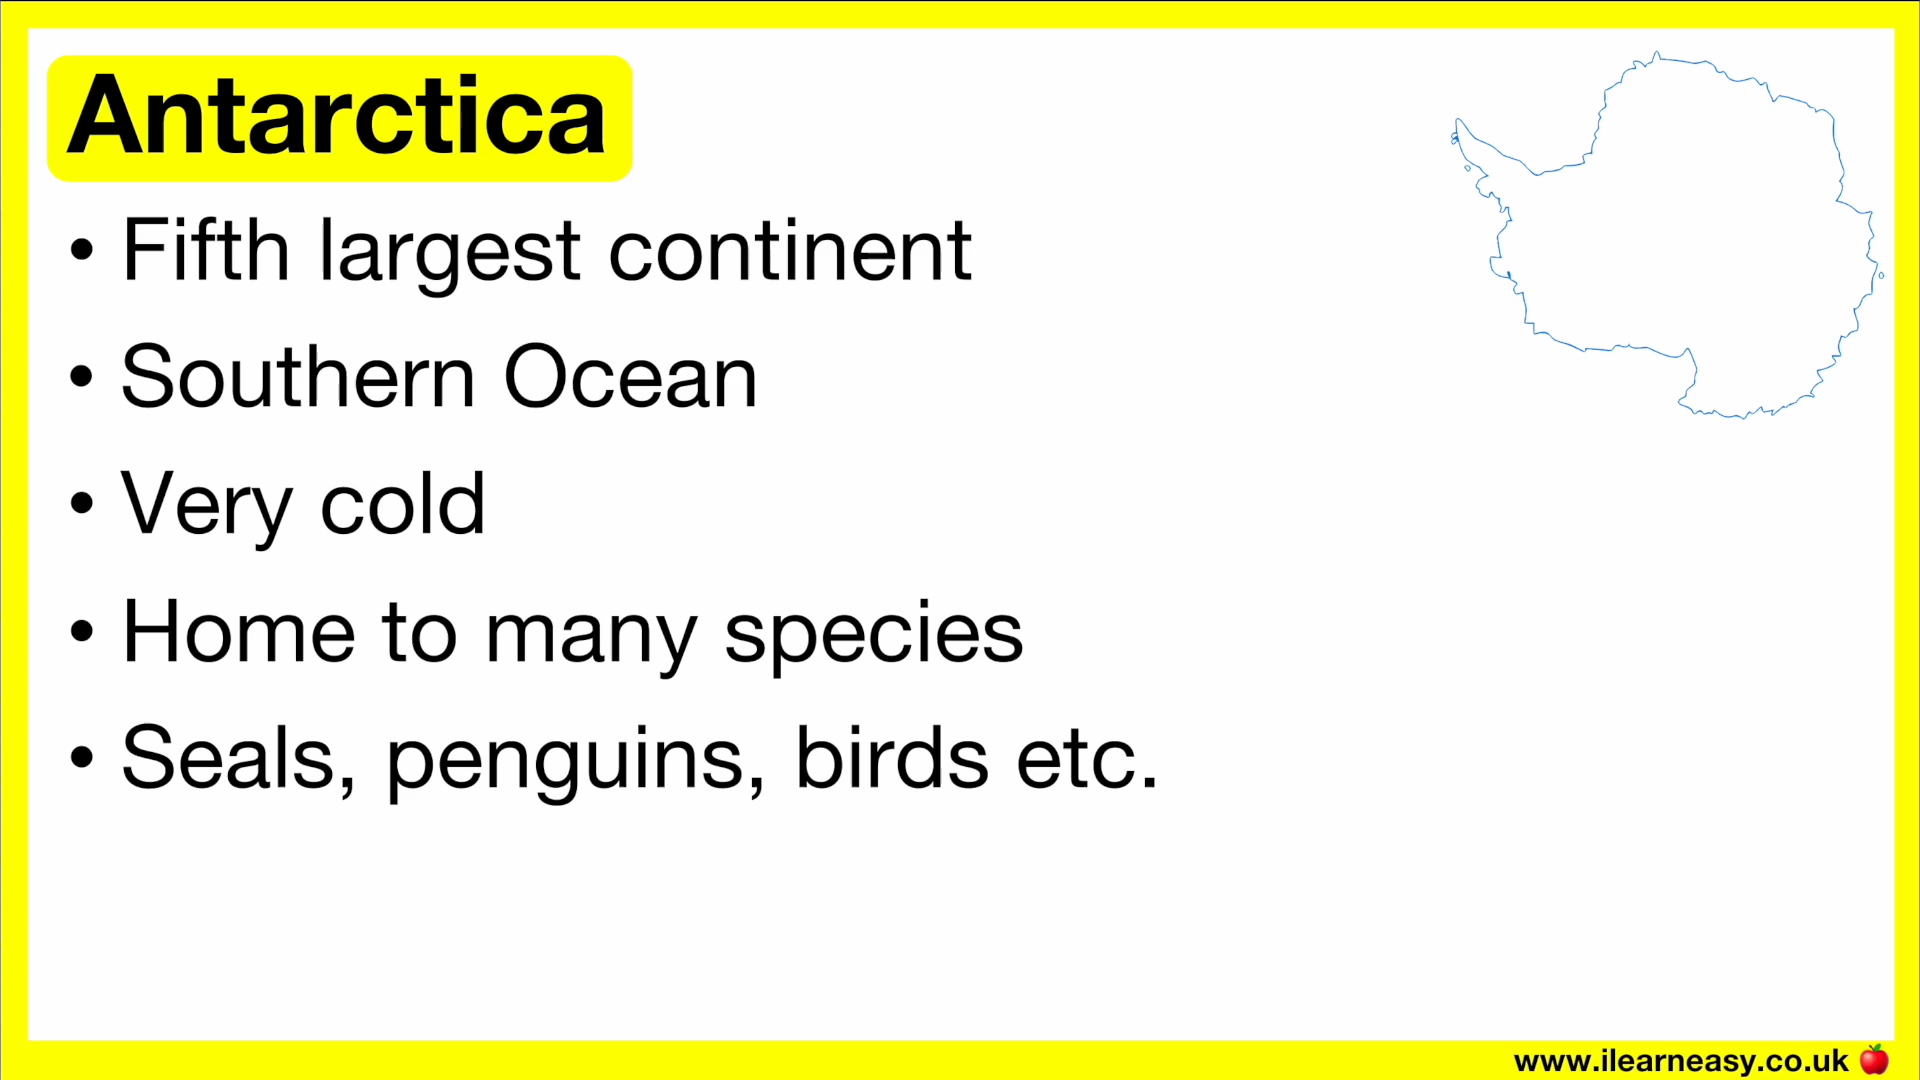 Antarctica
• Fifth largest continent
• Southern Ocean
• Very cold
• Home to many species
• Seals, penguins, birds etc.
www.ilearneasy.co.uk